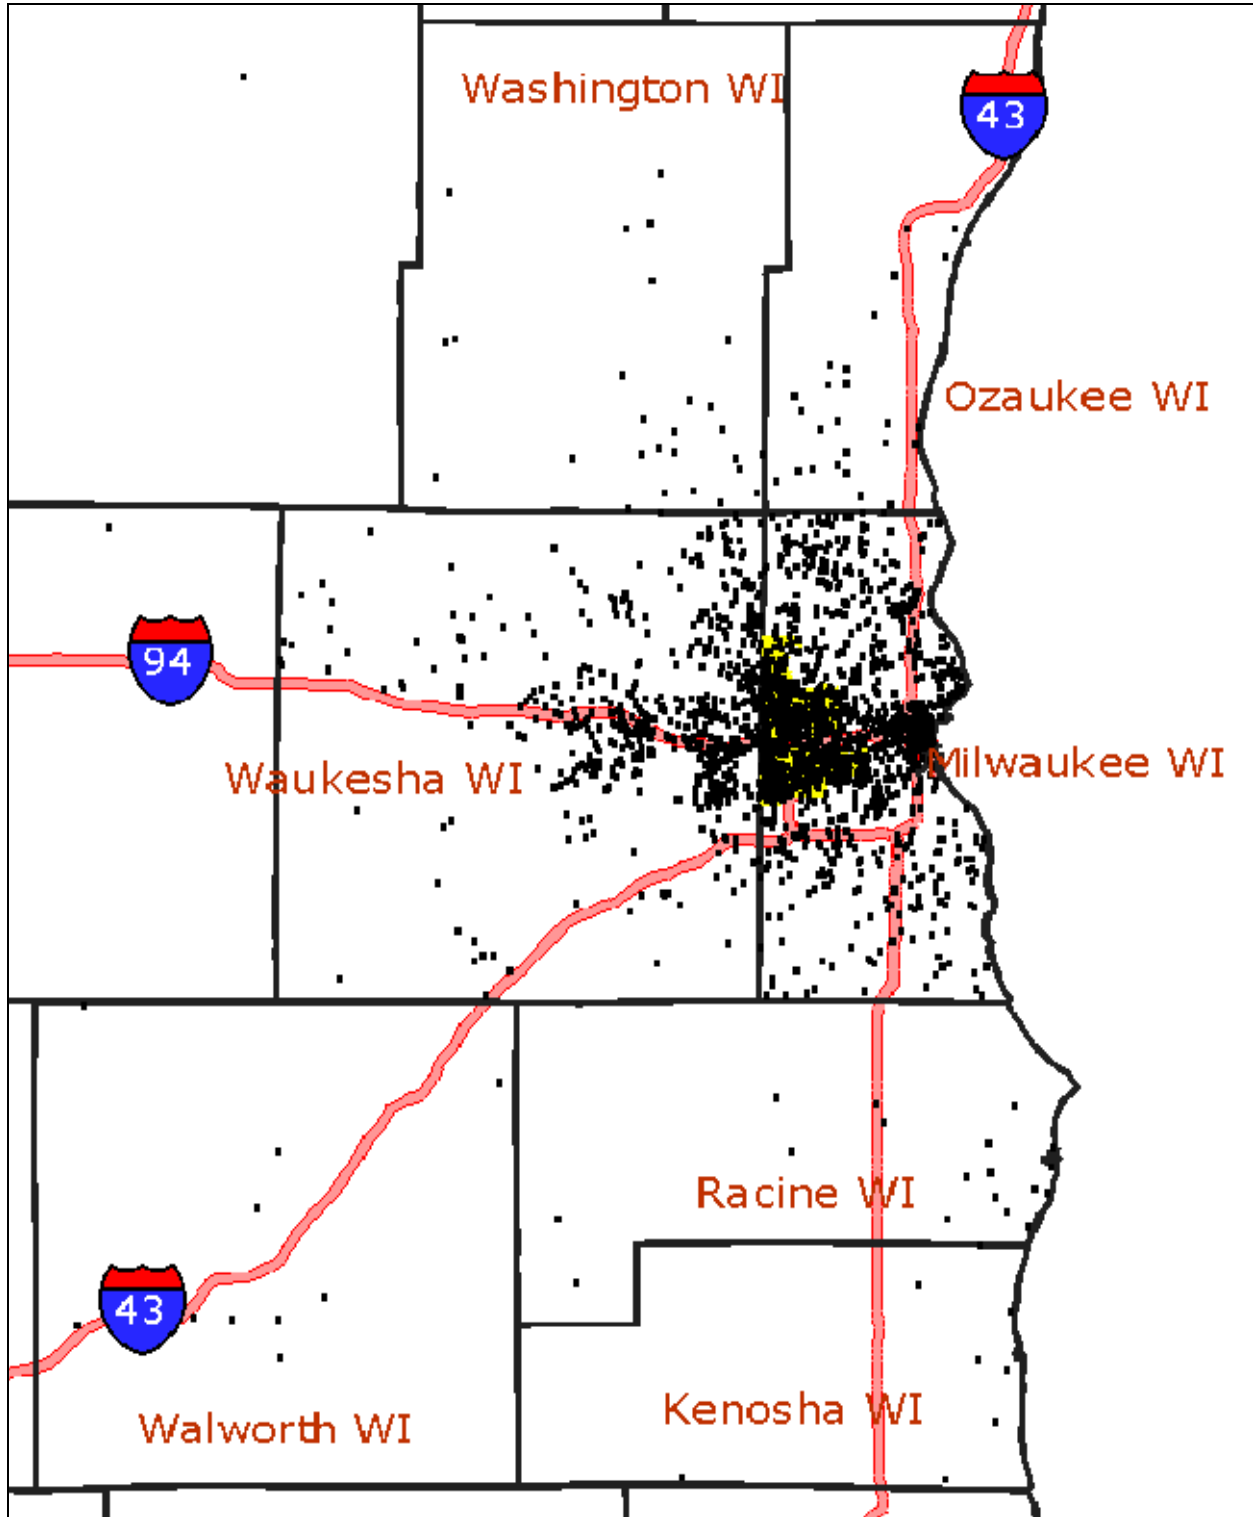 Washington WI
43
Ozaukee WI
94
Waukesha WI
Milwaukee WI
Racine WI
43
Kenosha WI
Walworth WI